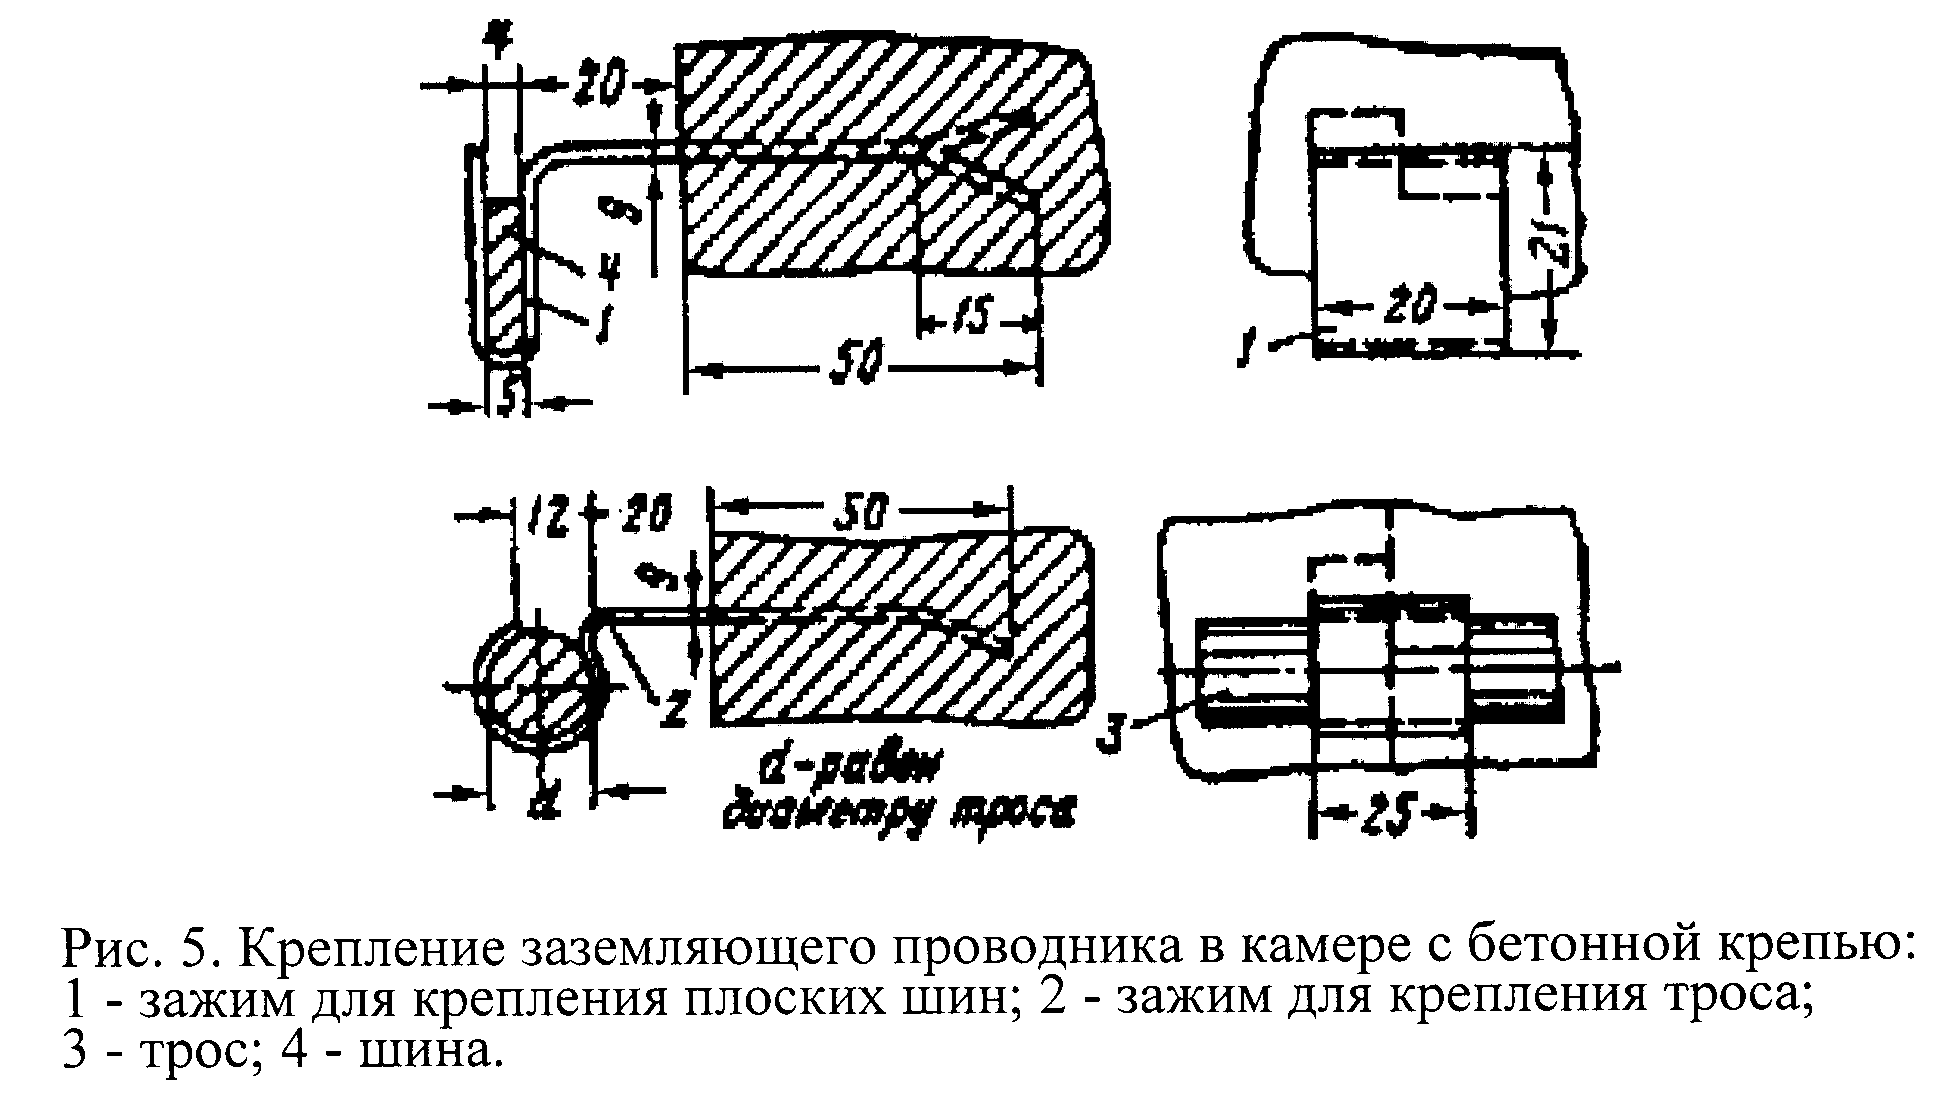 4
20
g
4
1
15
50
5
21
20
1
12 20
50
g
2
d
d-равен
диаметру троса
3
25
Рис. 5. Крепление заземляющего проводника в камере с бетонной крепью:
1 - зажим для крепления плоских шин; 2 - зажим для крепления троса;
3 - трос; 4 - шина.